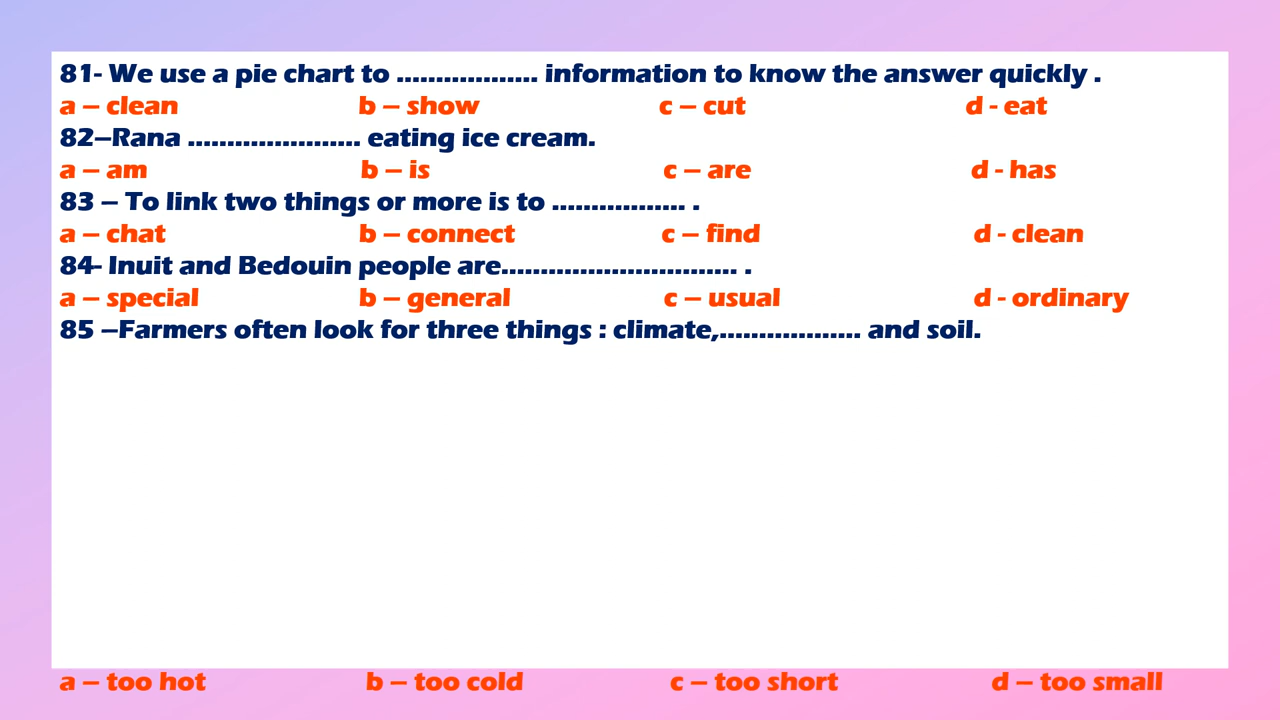 81- We use a pie chart to .................. information to know the answer quickly .
a – clean b – show c – cut d - eat
82–Rana ...................... eating ice cream.
a – am b – is c – are d - has
83 – To link two things or more is to ................. .
a – chat b – connect c – find d - clean
84- Inuit and Bedouin people are.............................. .
a – special b – general c – usual d - ordinary
85 –Farmers often look for three things : climate,.................. and soil.
a – too hot b – too cold c – too short d – too small